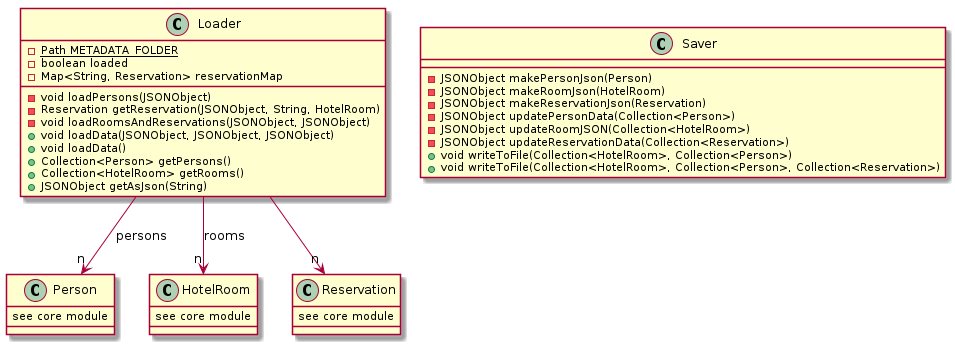 C Loader
Path METADATA_FOLDER
boolean loaded
Map<String, Reservation> reservationMap
void loadPersons(JSONObject)
Reservation getReservation(JSONObject, String, HotelRoom)
void loadRoomsAndReservations(JSONObject, JSONObject)
void loadData(JSONObject, JSONObject, JSONObject)
void loadData()
Collection<Person> getPersons()
Collection<HotelRoom> getRooms()
JSONObject getAsJson(String)
C Saver
JSONObject makePersonJson(Person)
JSONObject makeRoomJson(HotelRoom)
JSONObject makeReservationJson(Reservation)
JSONObject updatePersonData(Collection<Person>)
JSONObject updateRoomJSON(Collection<HotelRoom>)
JSONObject updateReservationData(Collection<Reservation>)
void writeToFile(Collection<HotelRoom>, Collection<Person>)
void writeToFile(Collection<HotelRoom>, Collection<Person>, Collection<Reservation>)
persons
rooms
n
n
n
C Person
see core module
C HotelRoom
see core module
C Reservation
see core module